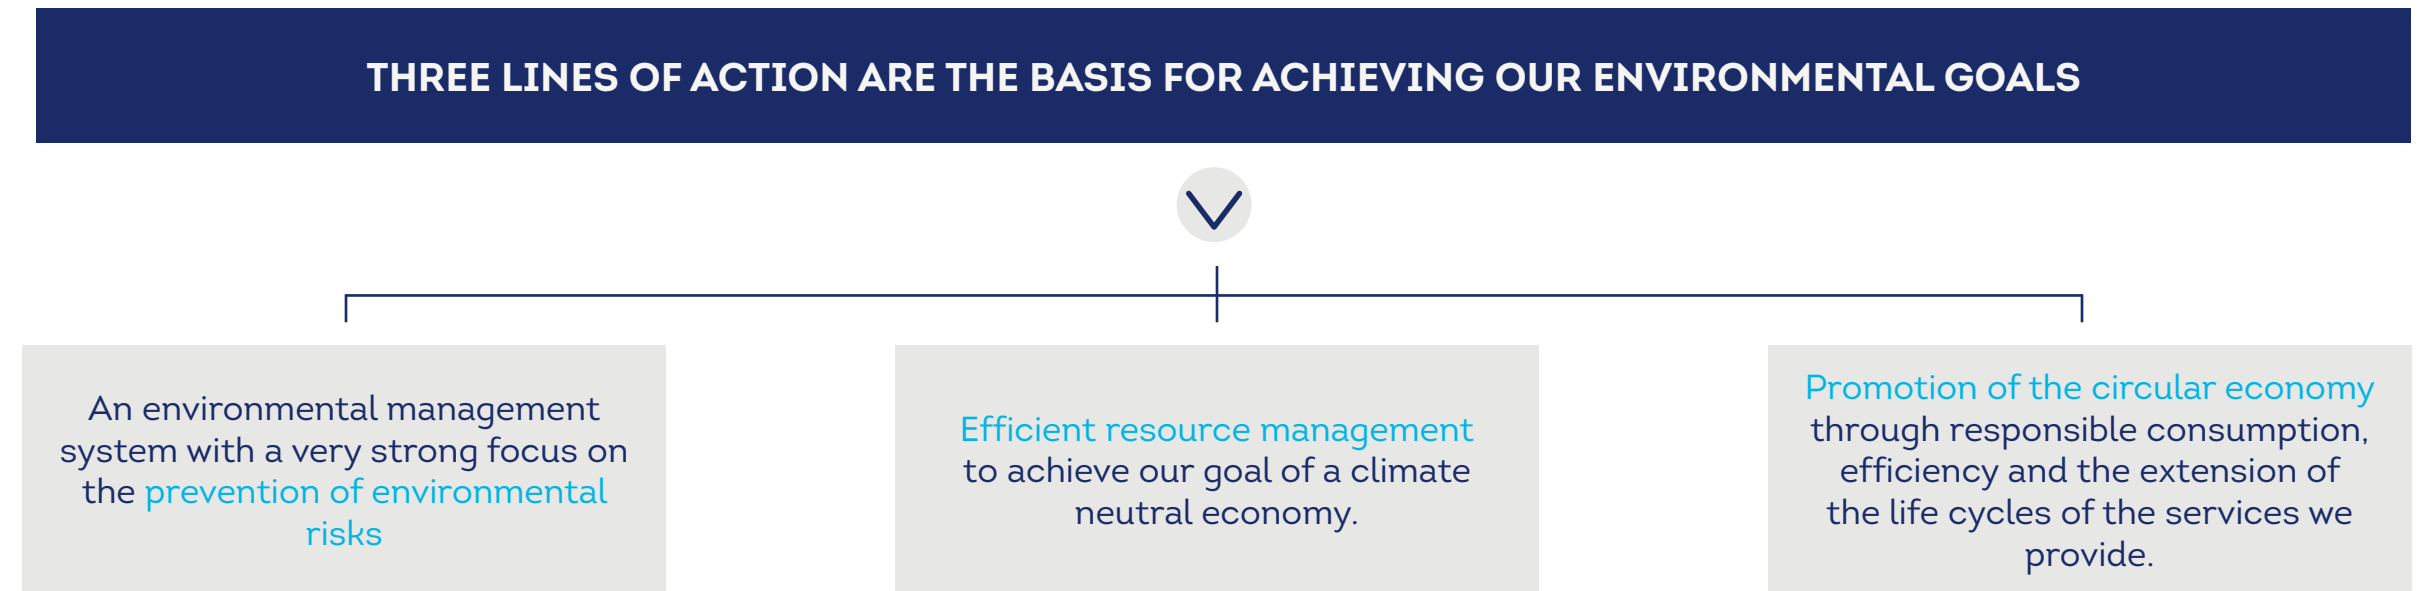 THREE LINES OF ACTION ARE THE BASIS FOR ACHIEVING OUR ENVIRONMENTAL GOALS
An environmental management
system with a very strong focus on
the prevention of environmental
risks
Efficient resource management
to achieve our goal of a climate
neutral economy.
Promotion of the circular economy
through responsible consumption,
efficiency and the extension of
the life cycles of the services we
provide.